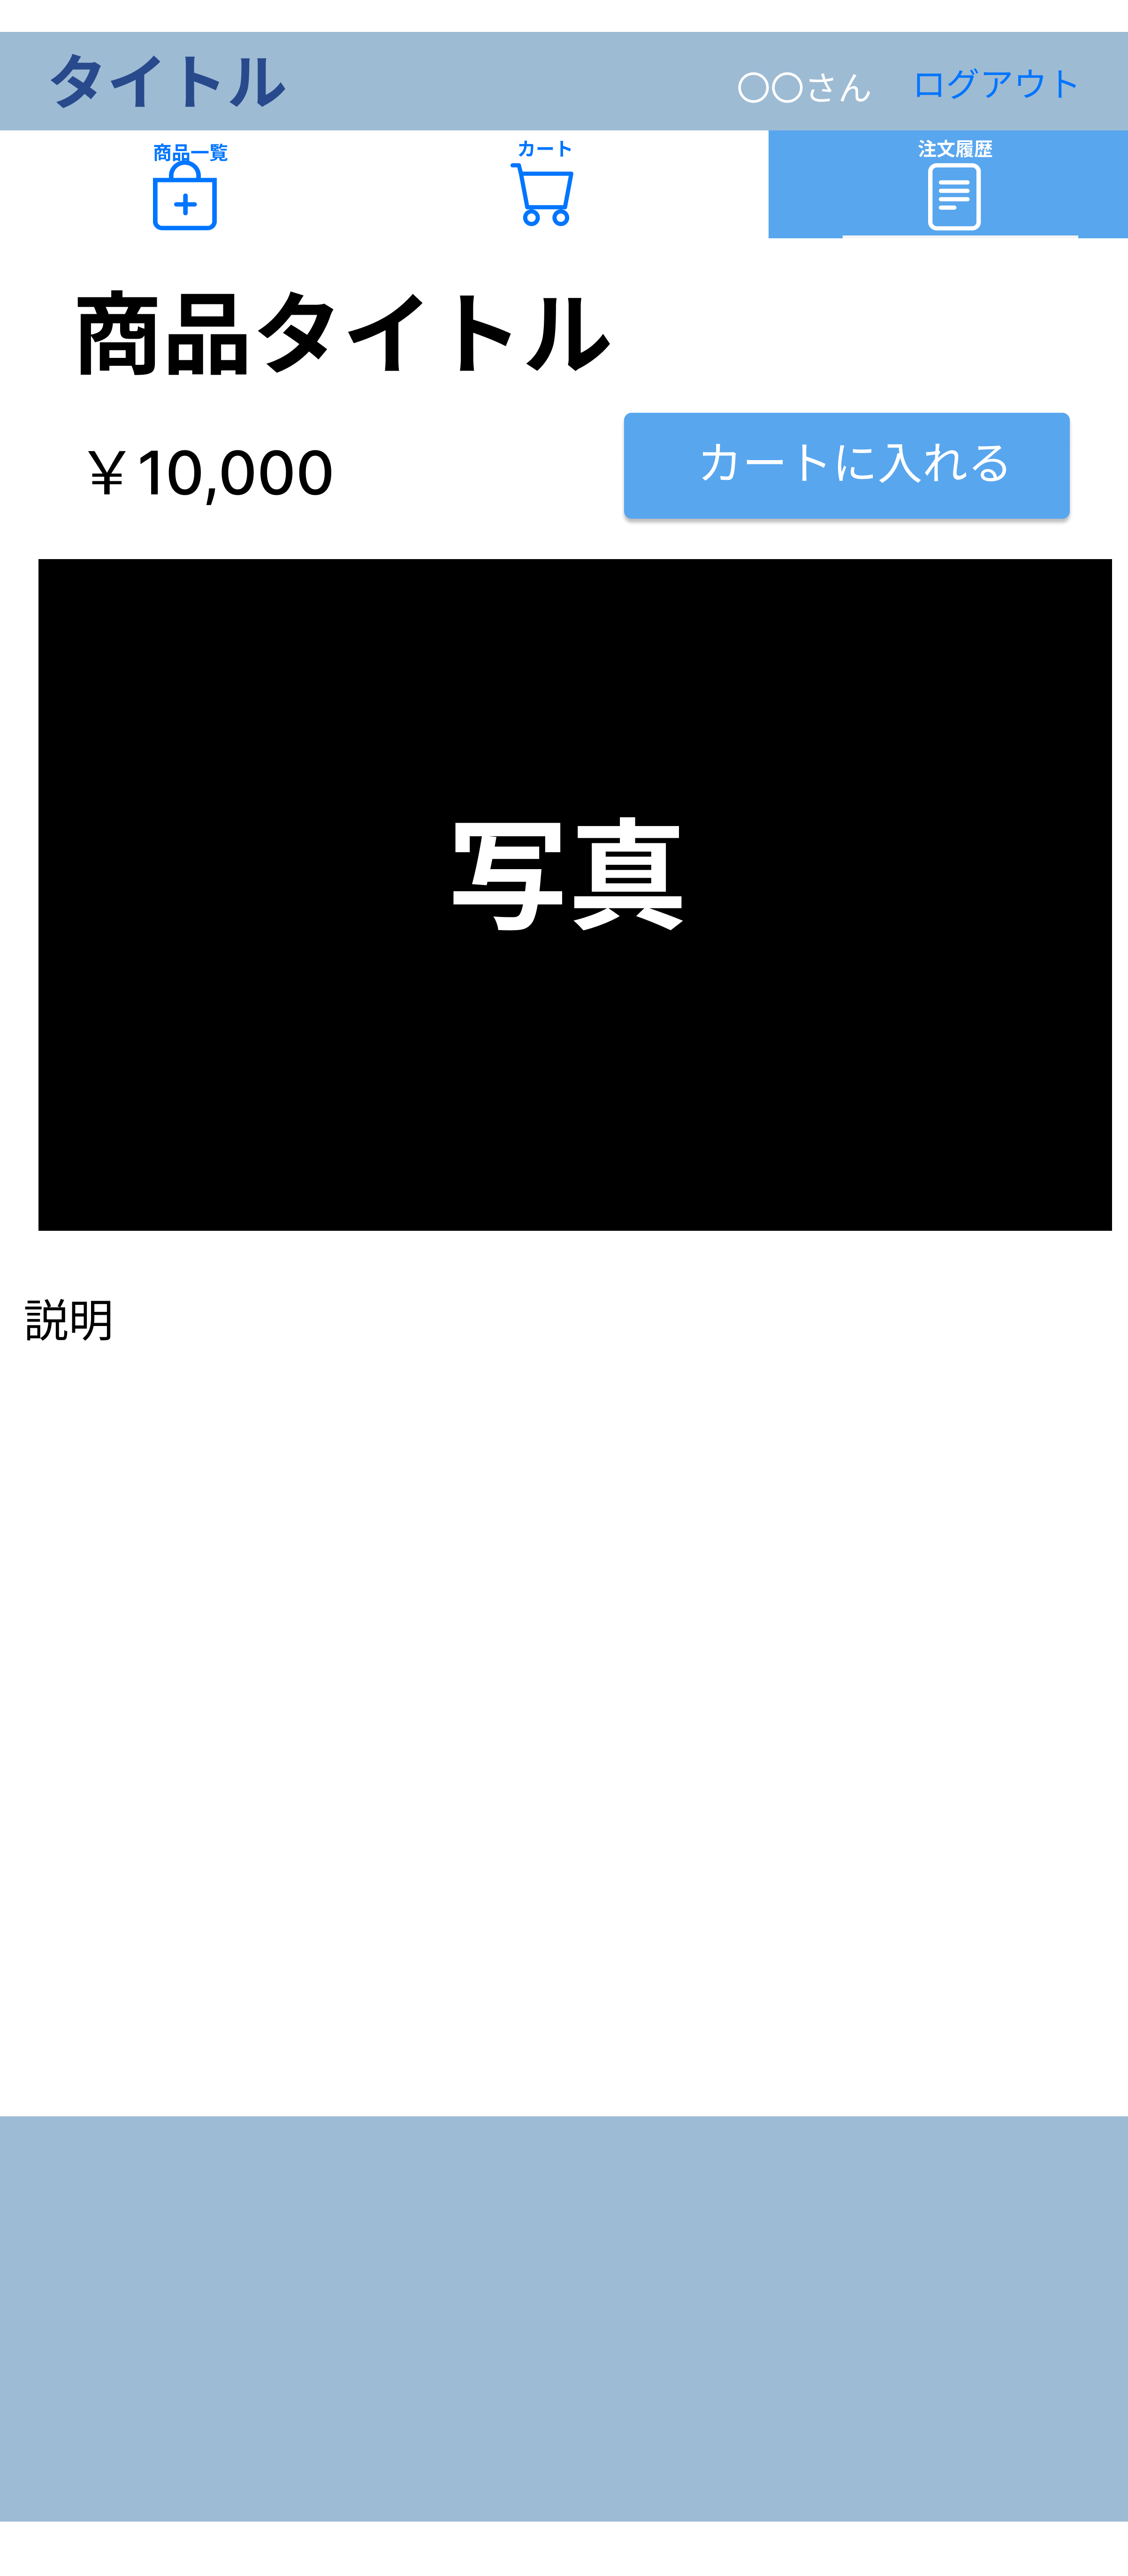 タイトル
〇〇さん ログアウト
商品一覧 カート 注文履歴
商品タイトル
￥10,000 カートに入れる
写真
説明